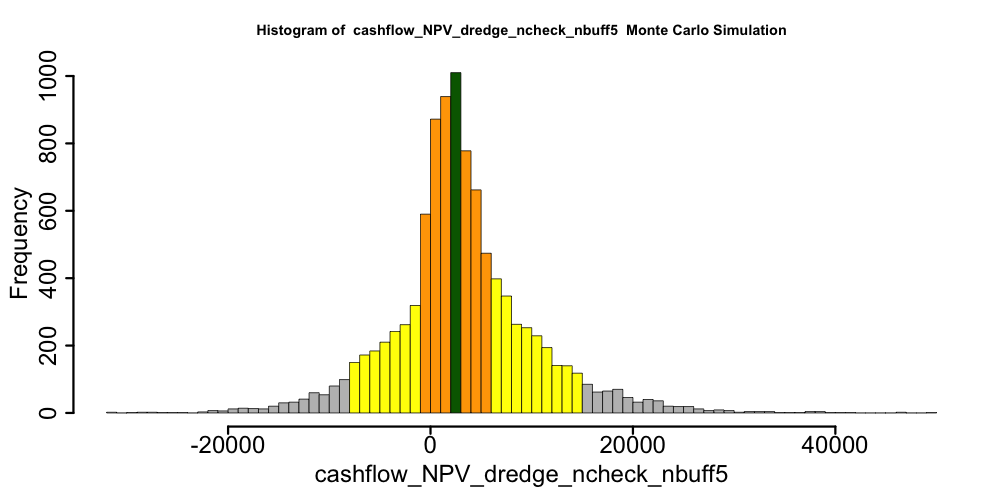 Histogram of  cashflow_NPV_dredge_ncheck_nbuff5  Monte Carlo Simulation
1000
800
600
400
200
0
Frequency
-20000 0 20000 40000
cashflow_NPV_dredge_ncheck_nbuff5